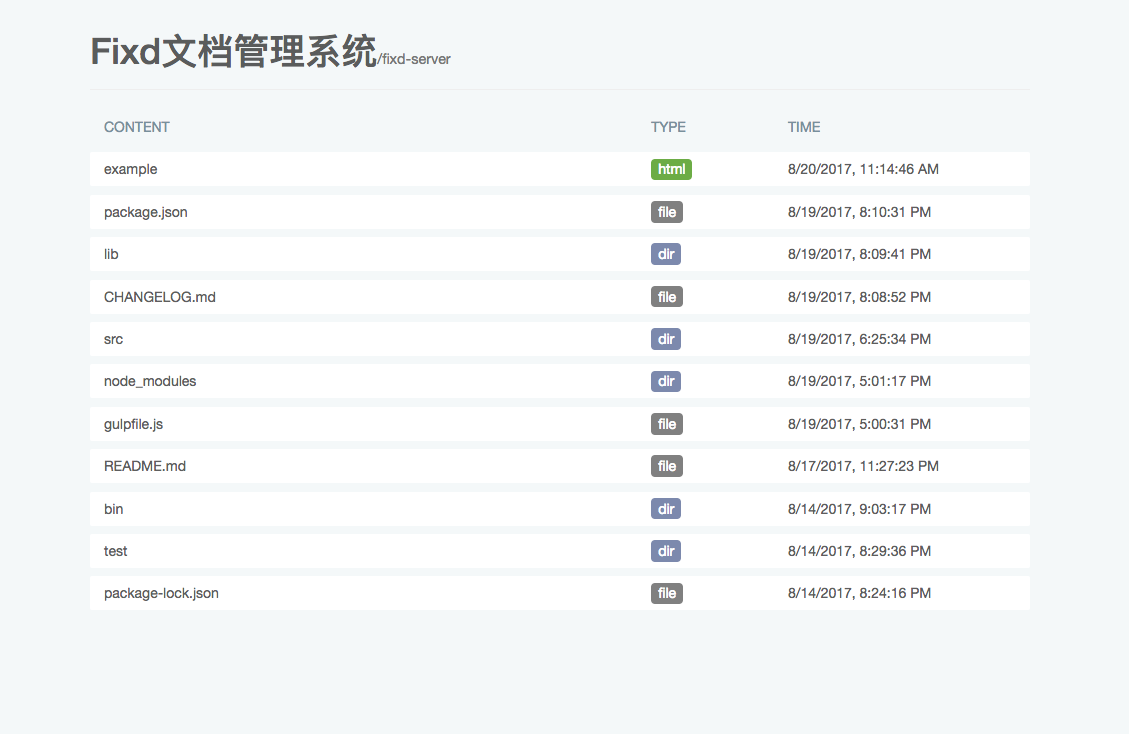 Fixd文档管理系统/fixd-server
CONTENT TYPE TIME
example html 8/20/2017, 11:14:46 AM
package.json file 8/19/2017, 8:10:31 PM
lib dir 8/19/2017, 8:09:41 PM
CHANGELOG.md file 8/19/2017, 8:08:52 PM
src dir 8/19/2017, 6:25:34 PM
node_modules dir 8/19/2017, 5:01:17 PM
gulpfile.js file 8/19/2017, 5:00:31 PM
README.md file 8/17/2017, 11:27:23 PM
bin dir 8/14/2017, 9:03:17 PM
test dir 8/14/2017, 8:29:36 PM
package-lock.json file 8/14/2017, 8:24:16 PM